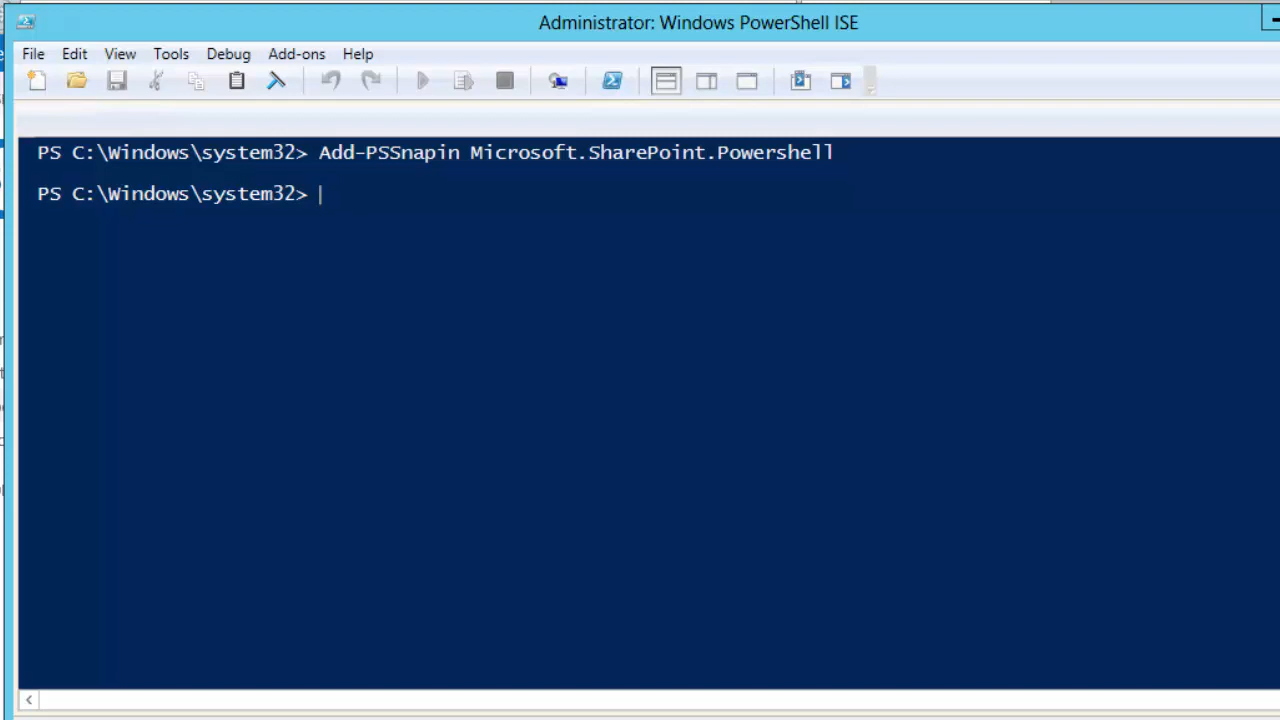 Administrator: Windows PowerShell ISE
File Edit View Tools Debug Add-ons Help
PS C:\Windows\system32> Add-PSSnapin Microsoft.SharePoint.Powershell
PS C:\Windows\system32>